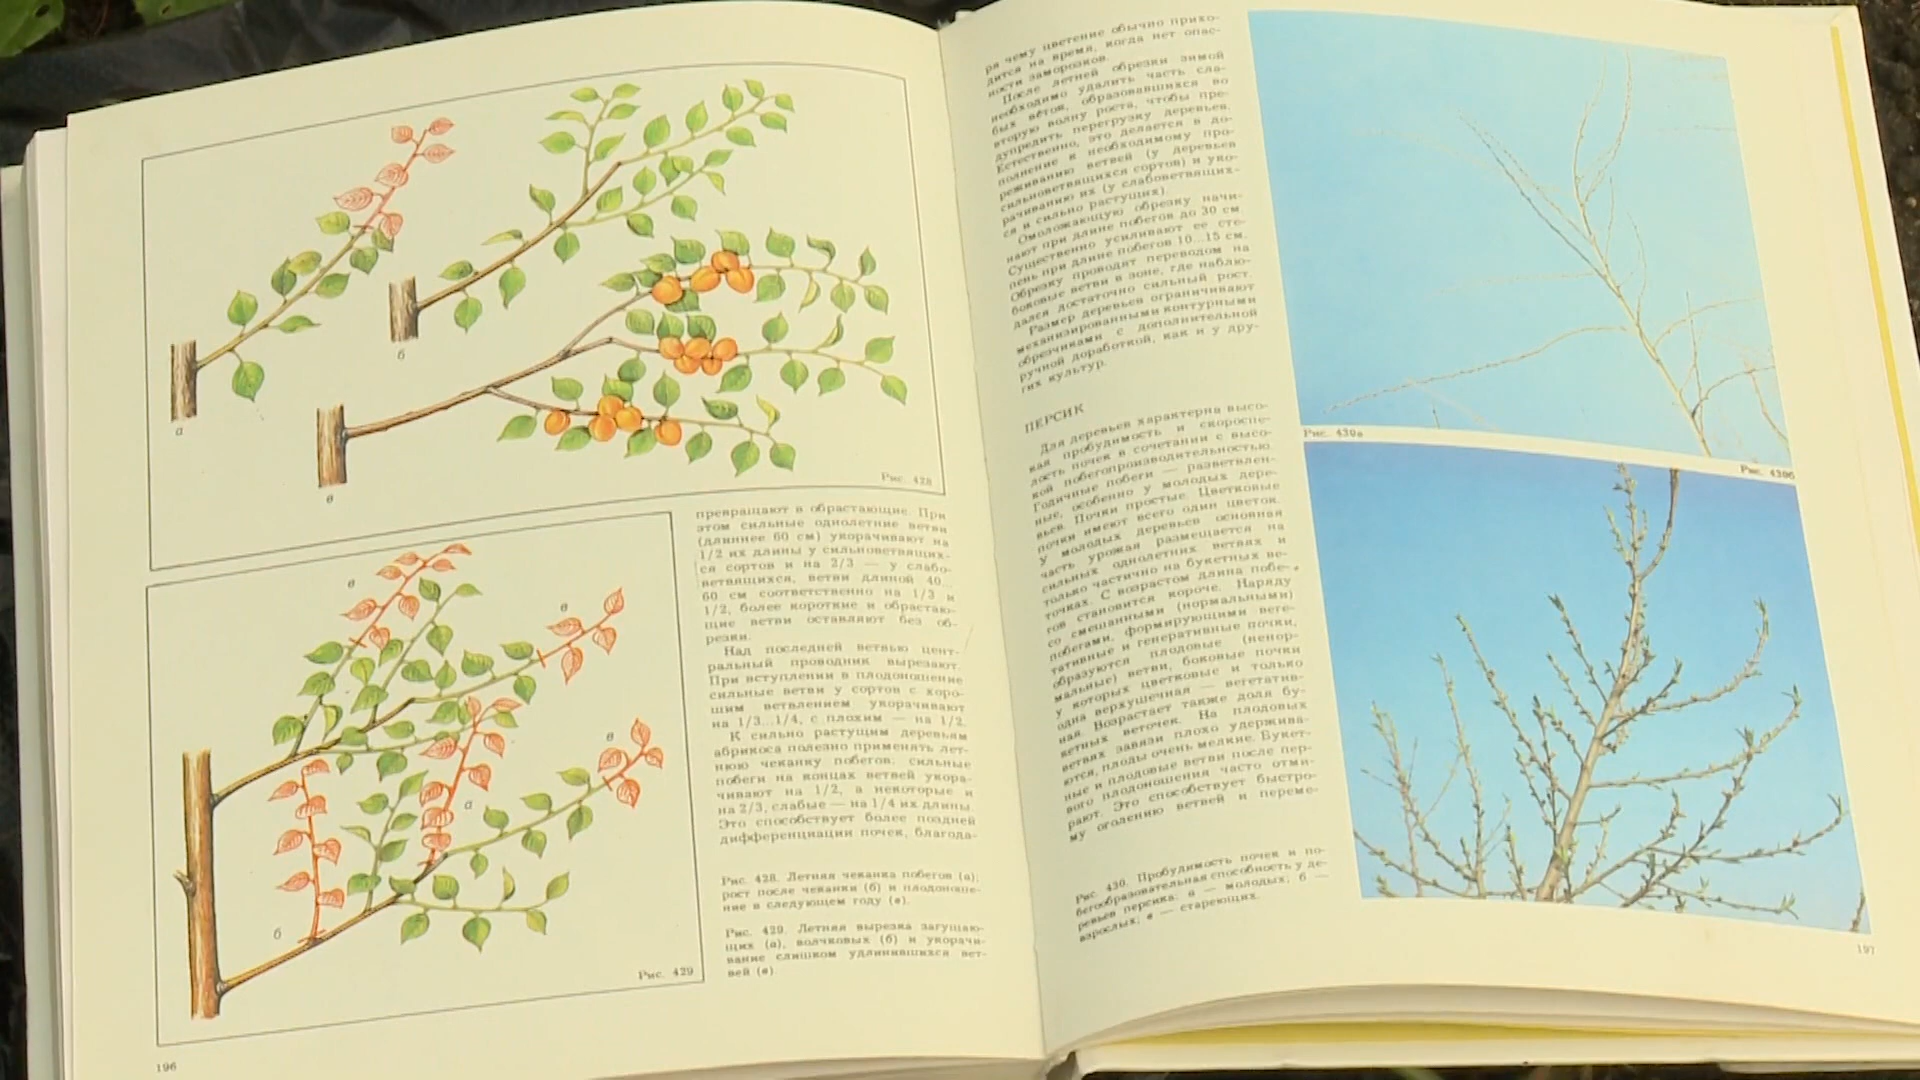 а
б
в
Рис. 428
в
в
в
а
б
Рис. 429
196
превращают в обрастающие. При
этом сильные однолетние ветви
(длиннее 60 см) укорачивают на
1/2 их длины у сильноветвящих-
ся сортов и на 2/3 — у слабо-
ветвящихся, ветви длиной 40...
60 см соответственно на 1/3 и
1/2, более короткие и обрастаю-
щие ветви оставляют без об-
резки.
Над последней ветвью цент-
ральный проводник вырезают.
При вступлении в плодоношение
сильные ветви у сортов с хоро-
шим ветвлением укорачивают
на 1/3...1/4, с плохим — на 1/2.
К сильно растущим деревьям
абрикоса полезно применять лет-
нюю чеканку побегов: сильные
побеги на концах ветвей укора-
чивают на 1/2, а некоторые и
на 2/3, слабые — на 1/4 их длины.
Это способствует более поздней
дифференциации почек, благода-
Рис. 428. Летняя чеканка побегов (а);
рост после чеканки (б) и плодоноше-
ние в следующем году (в).
Рис. 429. Летняя вырезка загущаю-
щих (а), волчковых (б) и укорачи-
вание слишком удлинившихся вет-
вей (в)
ря чему цветение обычно прихо-
дится на время, когда нет опас-
ности заморозков.
После летней обрезки зимой
необходимо удалить часть сла-
бых ветвей, образовавшихся во
вторую волну роста, чтобы пре-
дупредить перегрузку деревьев.
Естественно, это делается в до-
полнение к необходимому про-
реживанию ветвей (у деревьев
сильноветвящихся сортов) и уко-
рачиванию их (у слабоветвящих-
ся и сильно растущих).
Омолаживающую обрезку начи-
нают при длине побегов до 30 см.
Существенно усиливают ее сте-
пень при длине побегов 10...15 см.
Обрезку проводят переводом на
боковые ветви в зоне, где наблю-
дался достаточно сильный рост.
Размер деревьев ограничивают
механизированными контурными
обрезчиками с дополнительной
ручной доработкой, как и у дру-
гих культур.
ПЕРСИК
Для деревьев характерна высо-
кая пробудимость и скороспе-
лость почек в сочетании с высо-
кой побегопроизводительностью.
Годичные побеги — разветвлен-
ные, особенно у молодых дере-
вьев. Почки простые. Цветковые
почки имеют всего один цветок.
У молодых деревьев основная
часть урожая размещается на
сильных однолетних ветвях и
только частично на букетных ве-
точках. С возрастом длина побе-
гов становится короче. Наряду
со смешанными (нормальными)
побегами, формирующими веге-
тативные и генеративные почки,
образуются плодовые (ненор-
мальные) ветви, боковые почки
у которых цветковые и только
одна верхушечная — вегетатив-
ная. Возрастает также доля бу-
кетных веточек. На плодовых
ветвях завязи плохо удержива-
ются, плоды очень мелкие. Букет-
ные и плодовые ветви после пер-
вого плодоношения часто отми-
рают. Это способствует быстро-
му оголению ветвей и переме-
Рис. 430. Пробудимость почек и по-
бегообразовательная способность у де-
ревьев персика: а — молодых; б —
взрослых; в — стареющих.
Рис. 430а
Рис. 430б
197